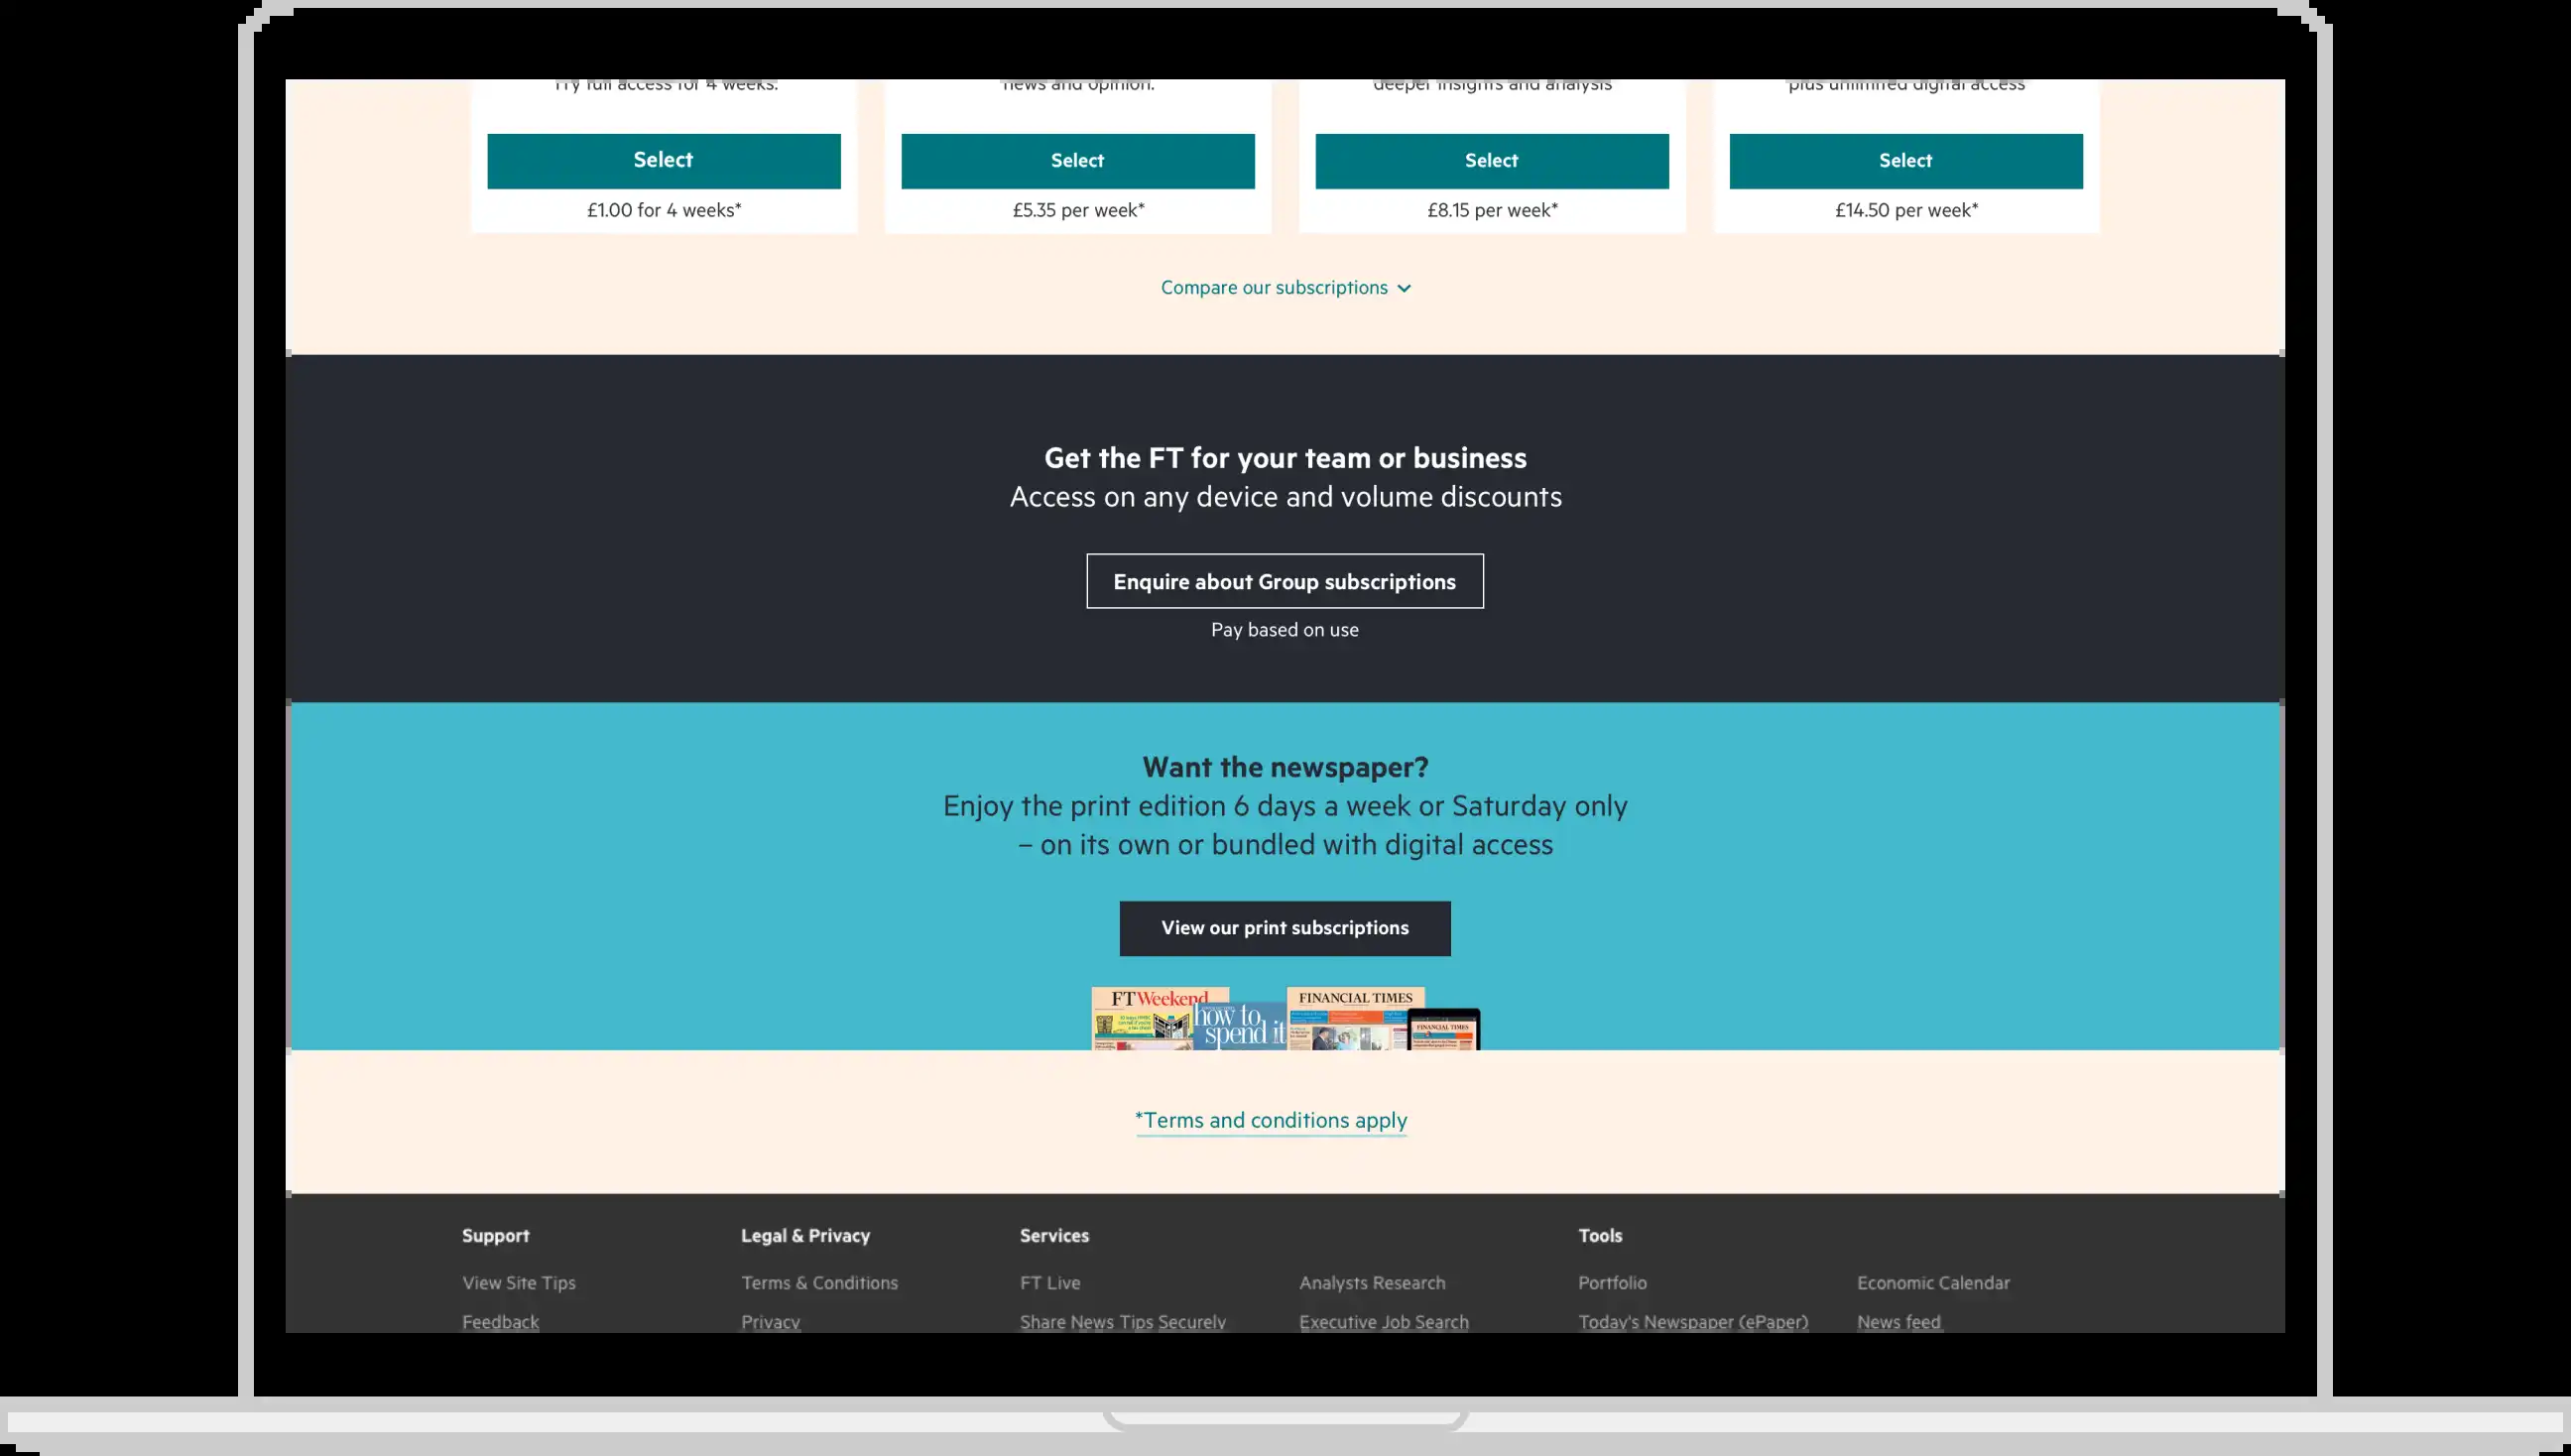 Try full access for 4 weeks.
news and opinion.
deeper insights and analysis
plus unlimited digital access
Select
Select
Select
Select
£1.00 for 4 weeks*
£5.35 per week*
£8.15 per week*
£14.50 per week*
Compare our subscriptions
Get the FT for your team or business
Access on any device and volume discounts
Enquire about Group subscriptions
Pay based on use
Want the newspaper?
Enjoy the print edition 6 days a week or Saturday only
– on its own or bundled with digital access
View our print subscriptions
FTWeekend
how to
spend it
FINANCIAL TIMES
FINANCIAL TIMES
*Terms and conditions apply
Support
Legal & Privacy
Services
Tools
View Site Tips
Terms & Conditions
FT Live
Analysts Research
Portfolio
Economic Calendar
Feedback
Privacy
Share News Tips Securely
Executive Job Search
Today's Newspaper (ePaper)
News feed